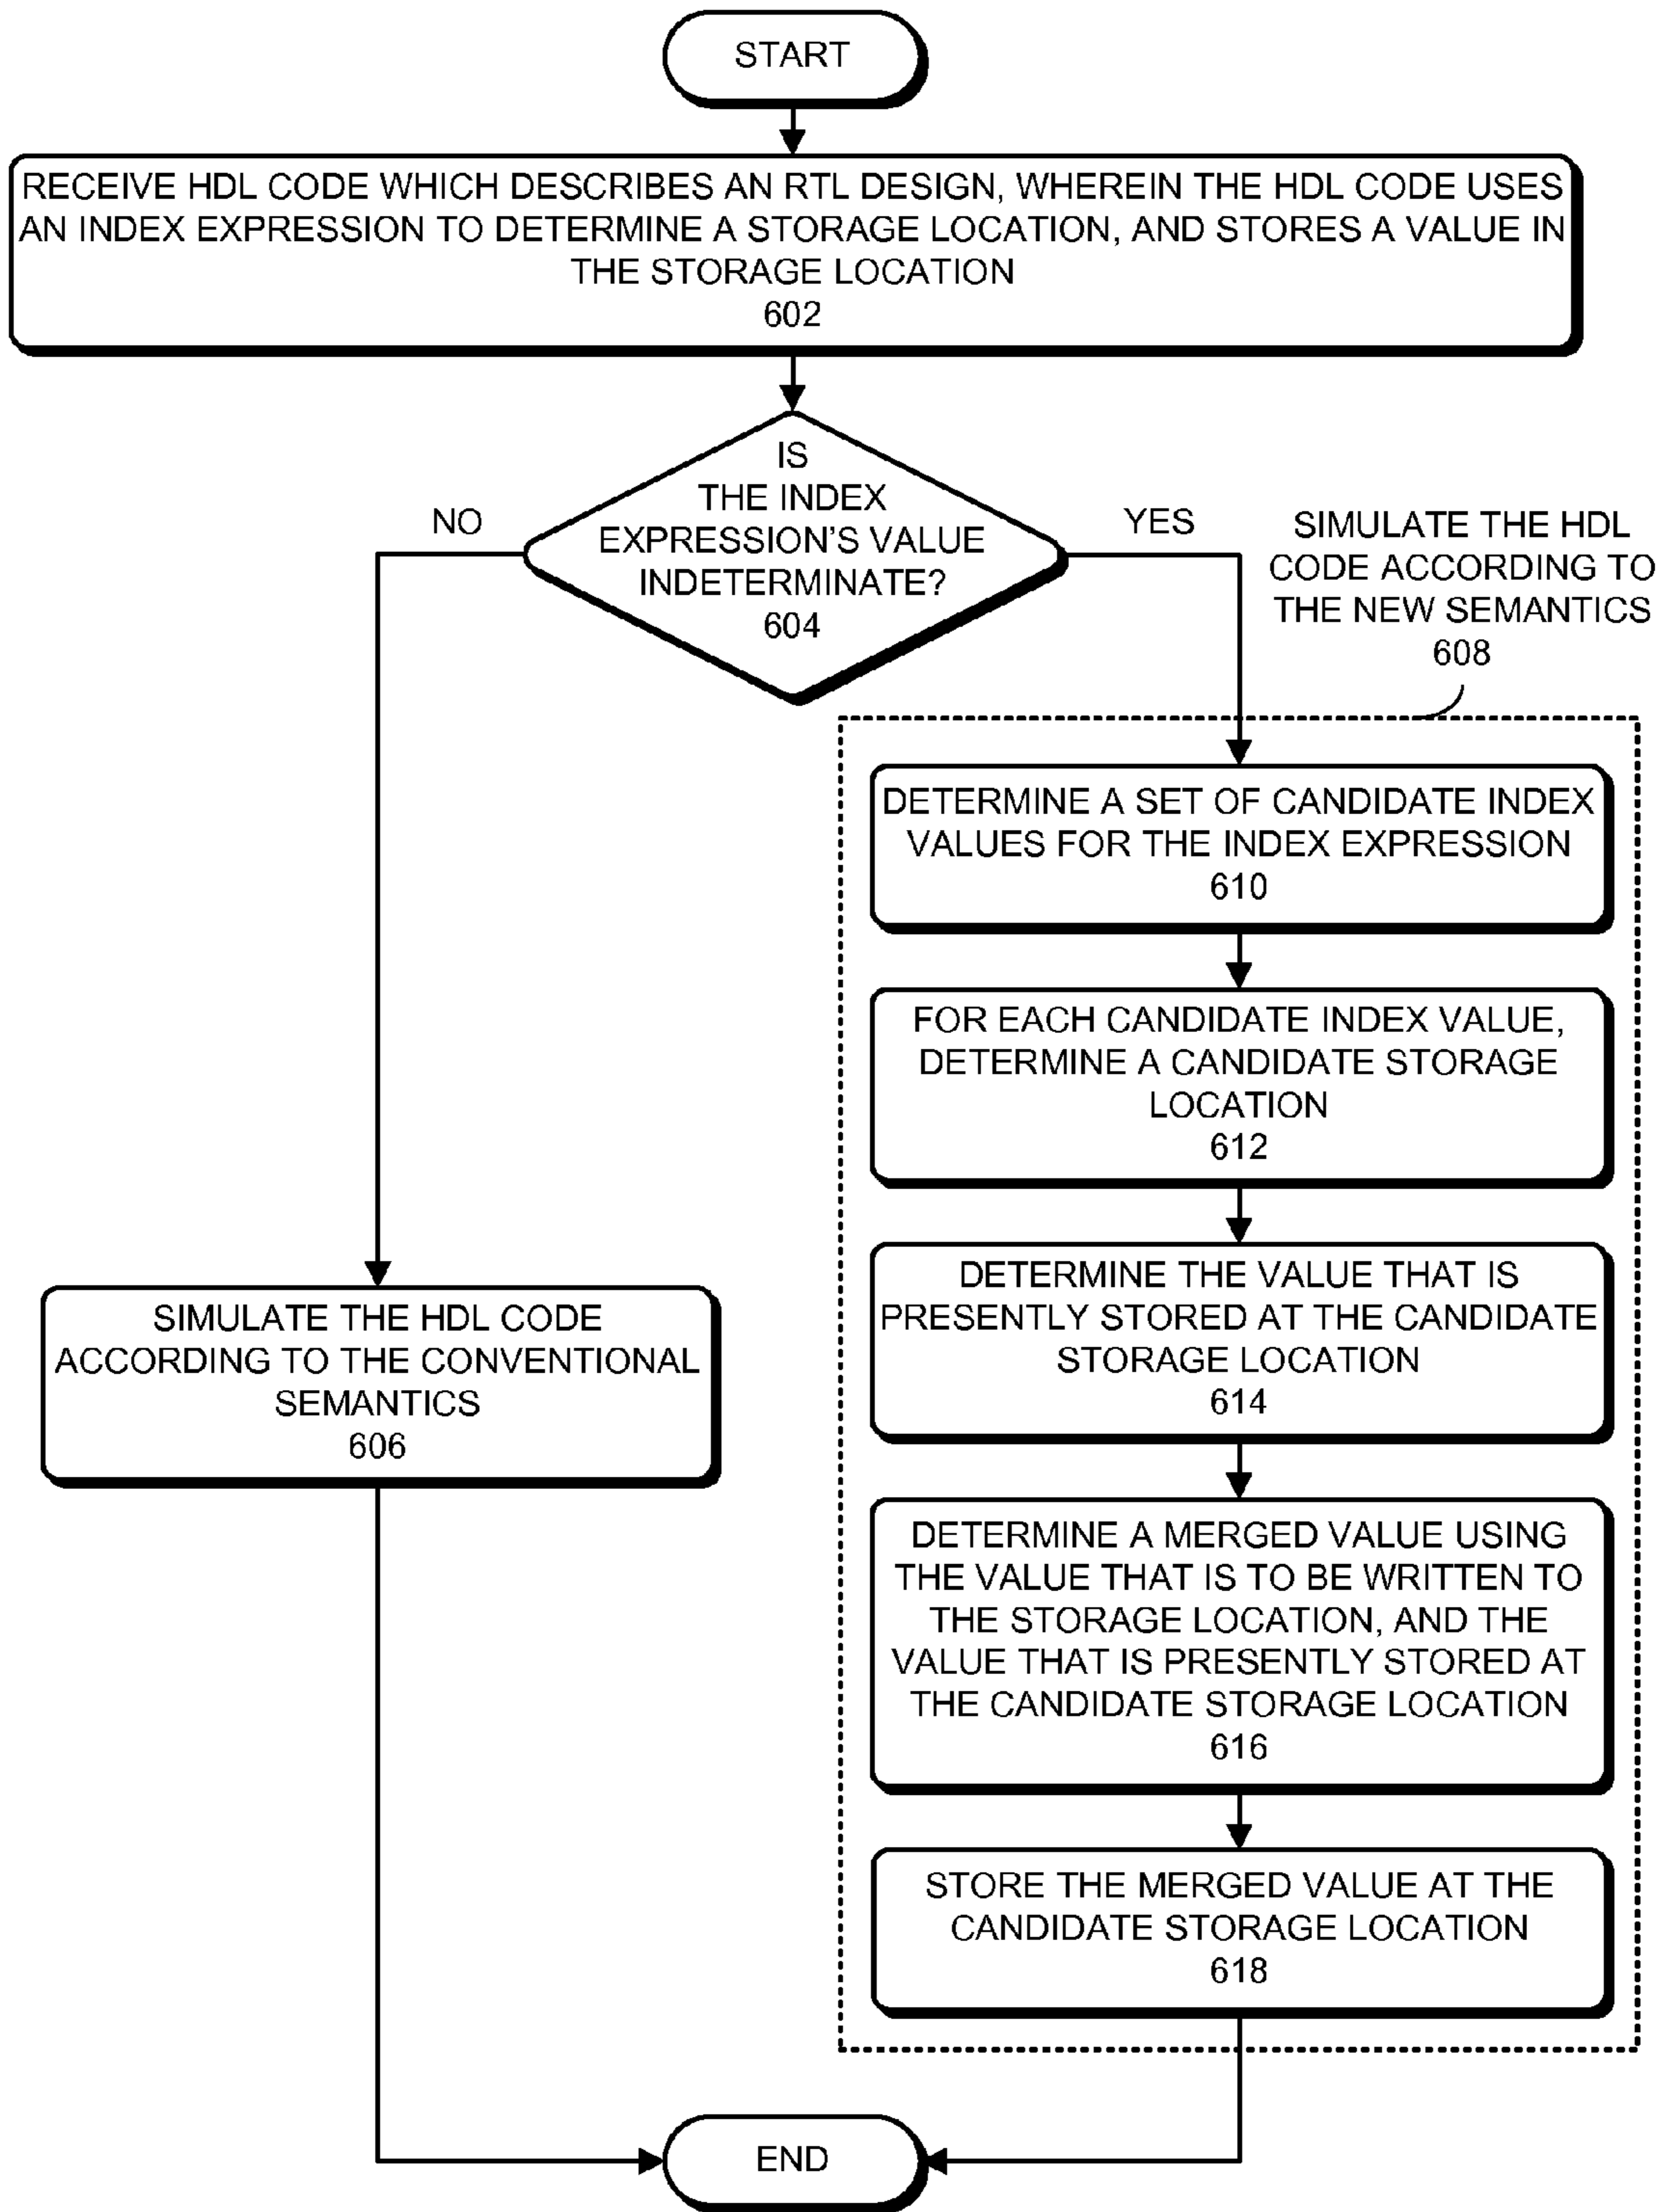 START
RECEIVE HDL CODE WHICH DESCRIBES AN RTL DESIGN, WHEREIN THE HDL CODE USES
AN INDEX EXPRESSION TO DETERMINE A STORAGE LOCATION, AND STORES A VALUE IN
THE STORAGE LOCATION
602
IS
THE INDEX
EXPRESSION'S VALUE
INDETERMINATE?
604
NO
YES
SIMULATE THE HDL
CODE ACCORDING TO
THE NEW SEMANTICS
608
DETERMINE A SET OF CANDIDATE INDEX
VALUES FOR THE INDEX EXPRESSION
610
FOR EACH CANDIDATE INDEX VALUE,
DETERMINE A CANDIDATE STORAGE
LOCATION
612
DETERMINE THE VALUE THAT IS
PRESENTLY STORED AT THE CANDIDATE
STORAGE LOCATION
614
SIMULATE THE HDL CODE
ACCORDING TO THE CONVENTIONAL
SEMANTICS
606
DETERMINE A MERGED VALUE USING
THE VALUE THAT IS TO BE WRITTEN TO
THE STORAGE LOCATION, AND THE
VALUE THAT IS PRESENTLY STORED AT
THE CANDIDATE STORAGE LOCATION
616
STORE THE MERGED VALUE AT THE
CANDIDATE STORAGE LOCATION
618
END